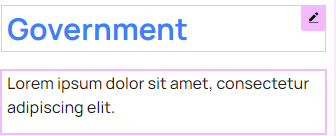 Government
Lorem ipsum dolor sit amet, consectetur
adipiscing elit.